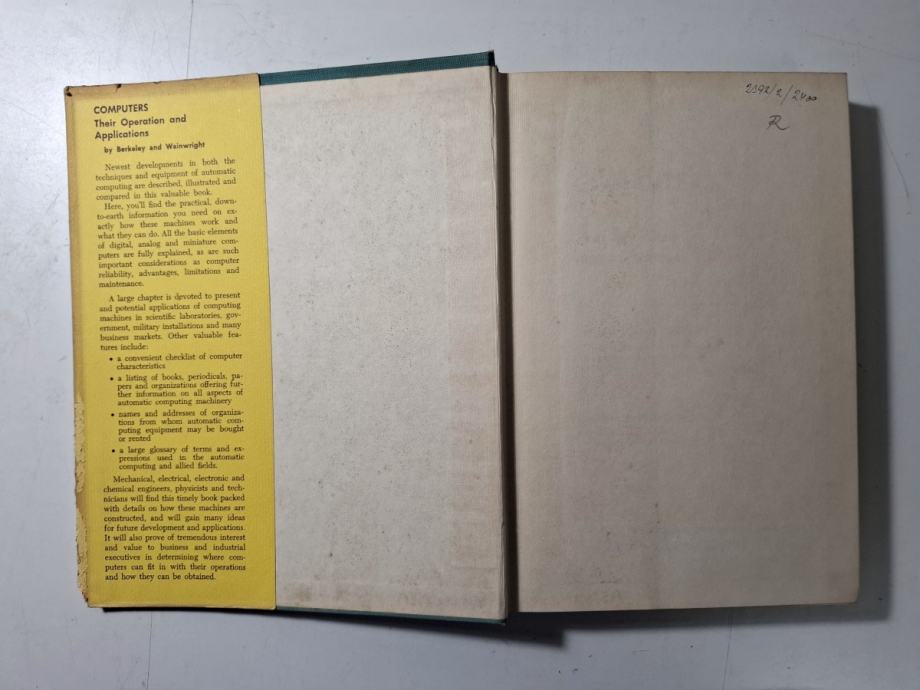 COMPUTERS
Their Operation and
Applications
by Berkeley and Wainwright
Newest developments in both the
techniques and equipment of automatic
computing are described, illustrated and
compared in this valuable book.
Here, you'll find the practical, down-
to-earth information you need on ex-
actly how these machines work and
what they can do. All the basic elements
of digital, analog and miniature com-
puters are fully explained, as are such
important considerations as computer
reliability, advantages, limitations and
maintenance.
A large chapter is devoted to present
and potential applications of computing
machines in scientific laboratories, gov-
ernment, military installations and many
business markets. Other valuable fea-
tures include:
• a convenient checklist of computer
characteristics
• a listing of books, periodicals, pa-
pers and organizations offering fur-
ther information on all aspects of
automatic computing machinery
• names and addresses of organiza-
tions from whom automatic com-
puting equipment may be bought
or rented
• a large glossary of terms and ex-
pressions used in the automatic
computing and allied fields.
Mechanical, electrical, electronic and
chemical engineers, physicists and tech-
nicians will find this timely book packed
with details on how these machines are
constructed, and will gain many ideas
for future development and applications.
It will also prove of tremendous interest
and value to business and industrial
executives in determining where com-
puters can fit in with their operations
and how they can be obtained.
R